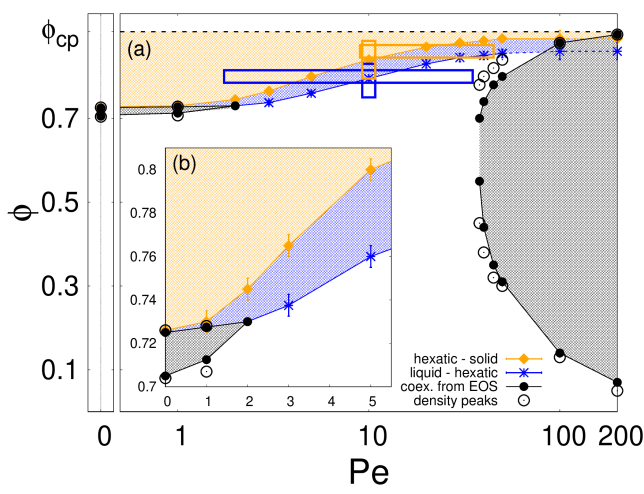 ϕcp
(a)
0.7
0.5
0.3
0.1
ϕ
(b)
0.8
0.78
0.76
0.74
0.72
0.7
0 1 2 3 4 5
hexatic - solid
liquid - hexatic
coex. from EOS
density peaks
0 1 10 100 200
Pe